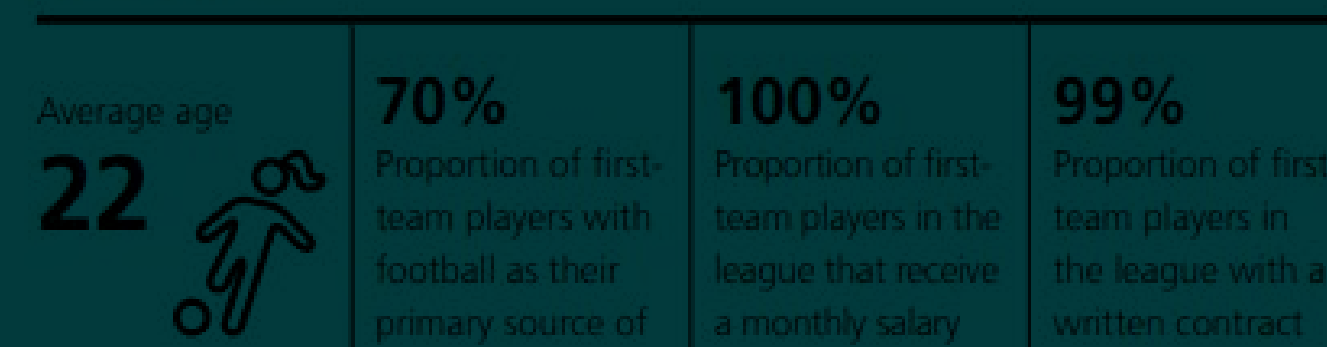 Average age
22
70%
Proportion of first-
team players with
football as their
primary source of
100%
Proportion of first-
team players in the
league that receive
a monthly salary
99%
Proportion of first
team players in
the league with a
written contract